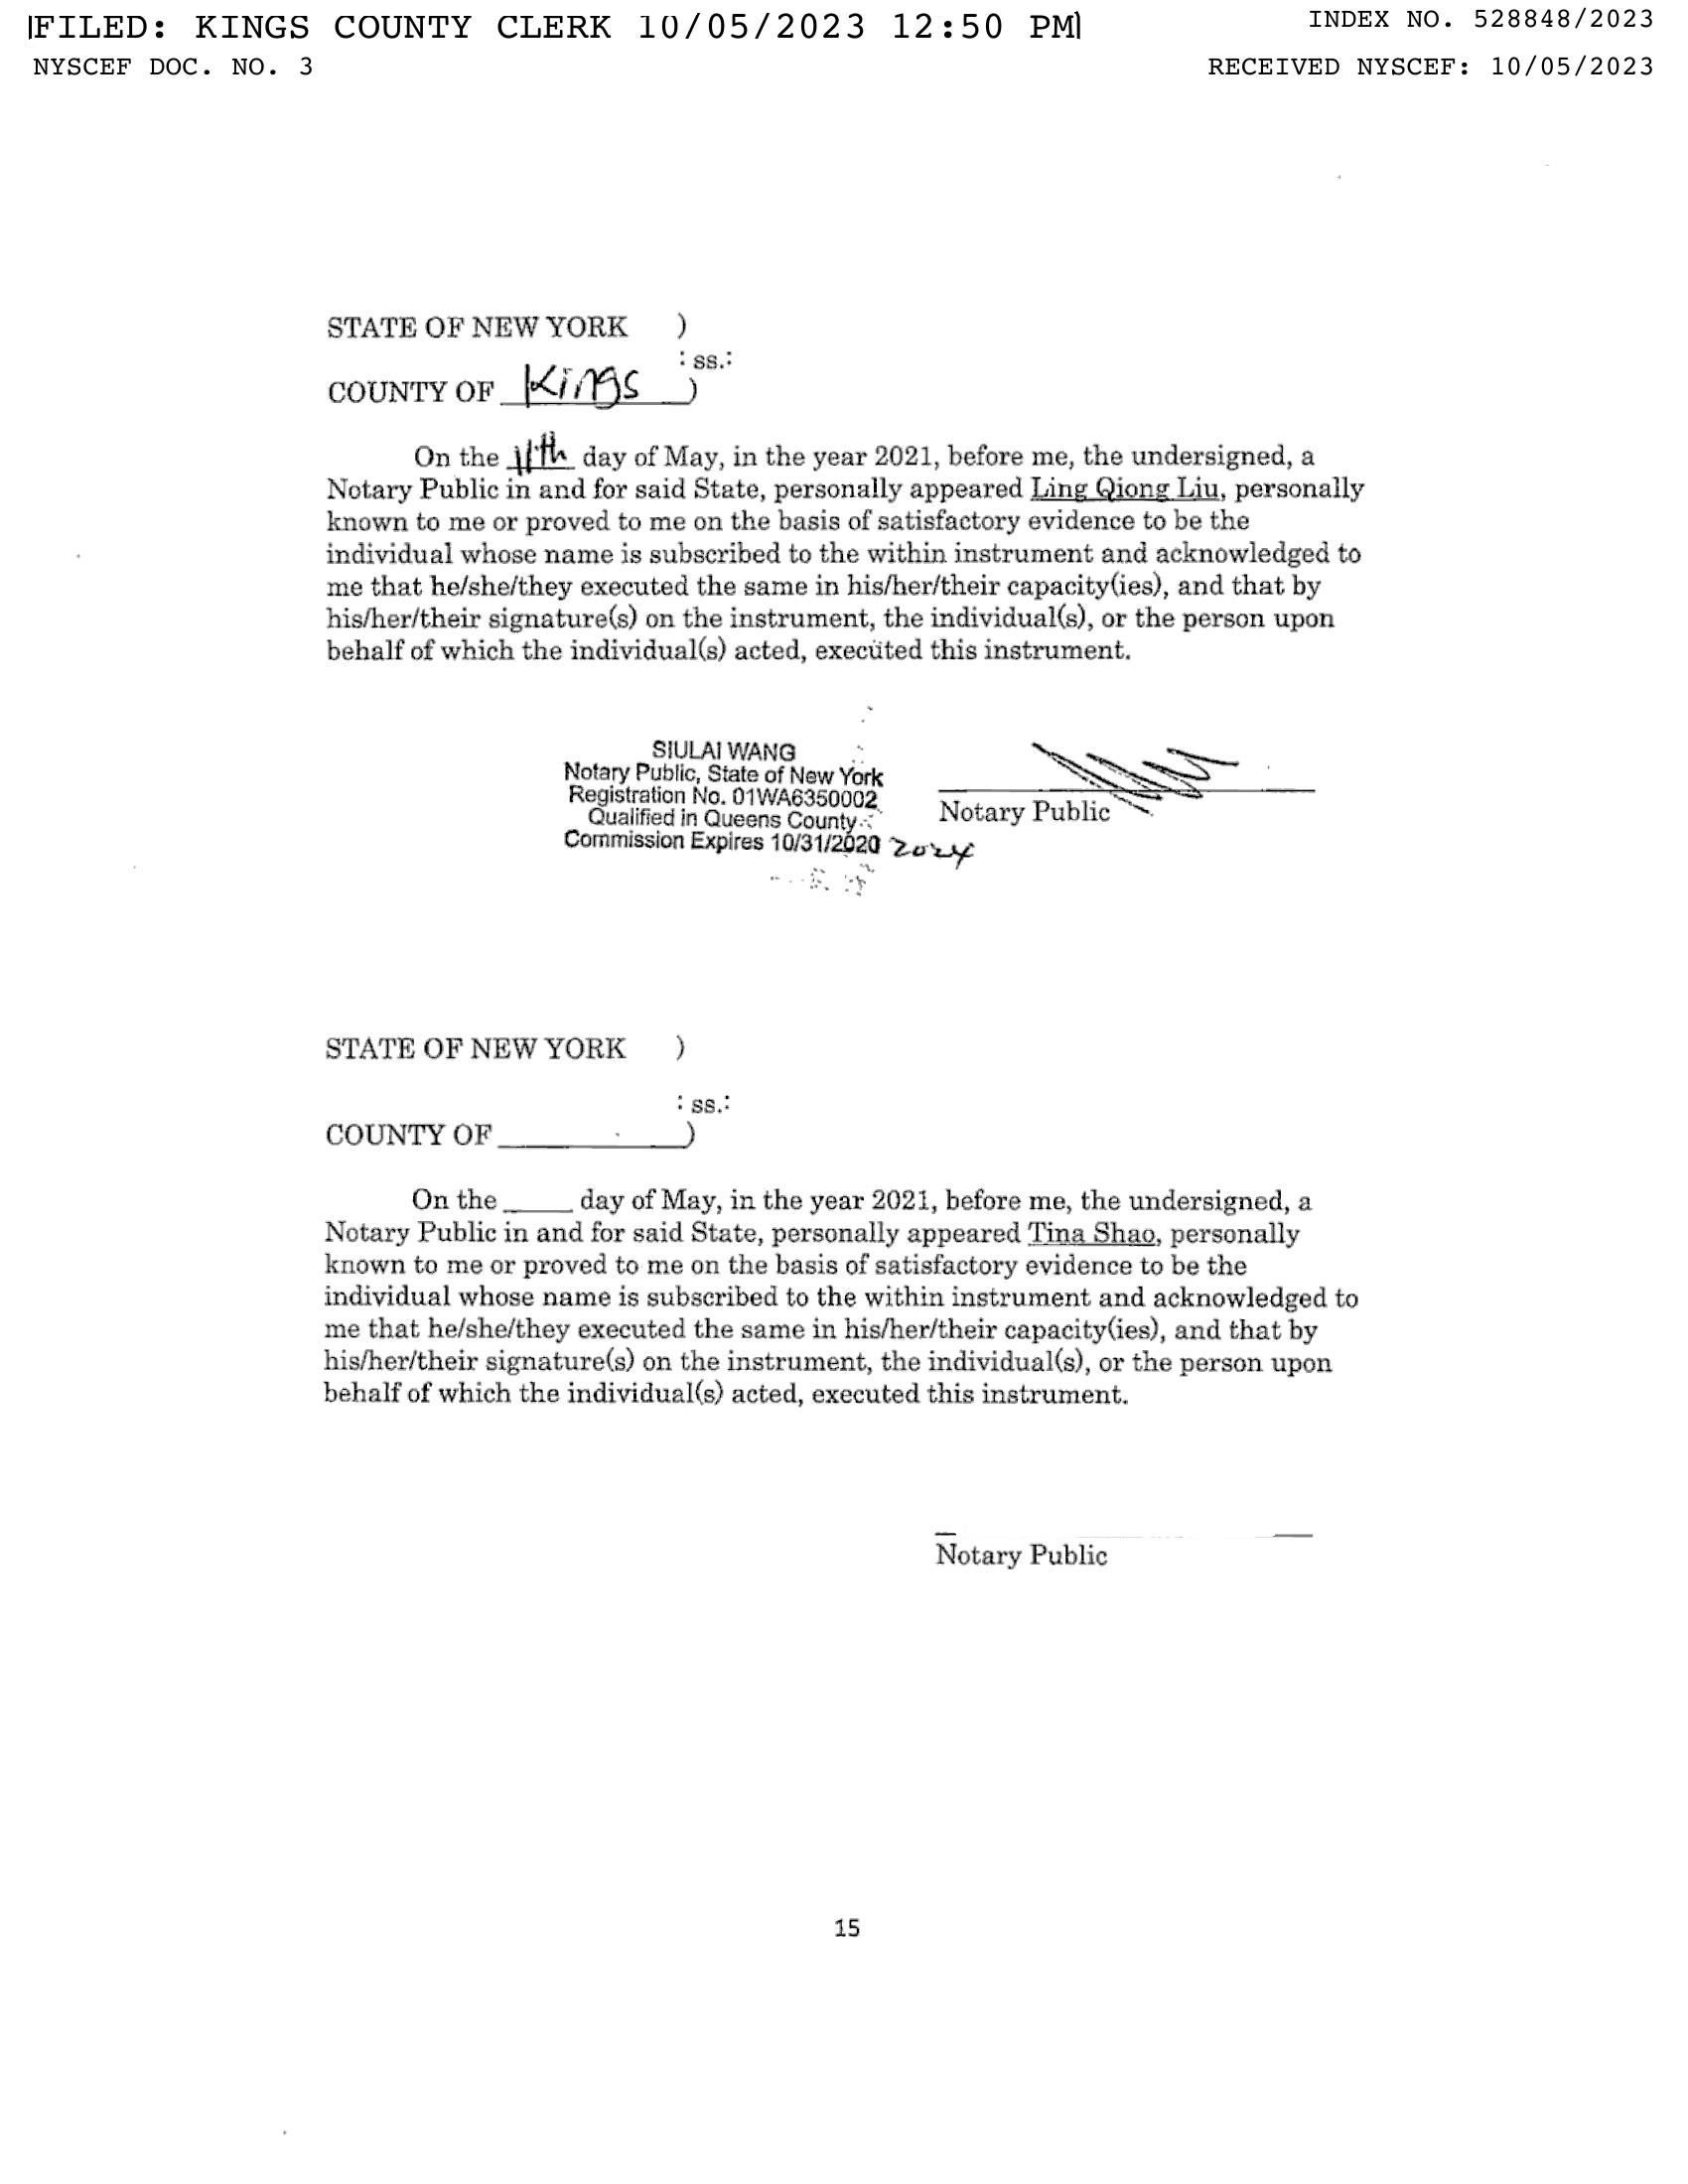 FILED: KINGS COUNTY CLERK 10/05/2023 12:50 PM
INDEX NO. 528848/2023
NYSCEF DOC. NO. 3
RECEIVED NYSCEF: 10/05/2023
STATE OF NEW YORK )
: ss.:
COUNTY OF Kings )
On the 11th day of May, in the year 2021, before me, the undersigned, a
Notary Public in and for said State, personally appeared Ling Qiong Liu, personally
known to me or proved to me on the basis of satisfactory evidence to be the
individual whose name is subscribed to the within instrument and acknowledged to
me that he/she/they executed the same in his/her/their capacity(ies), and that by
his/her/their signature(s) on the instrument, the individual(s), or the person upon
behalf of which the individual(s) acted, executed this instrument.
SIULAI WANG
Notary Public, State of New York
Registration No. 01WA6350002
Qualified in Queens County
Commission Expires 10/31/2020 2024
Notary Public
STATE OF NEW YORK )
: ss.:
COUNTY OF ________ )
On the ____ day of May, in the year 2021, before me, the undersigned, a
Notary Public in and for said State, personally appeared Tina Shao, personally
known to me or proved to me on the basis of satisfactory evidence to be the
individual whose name is subscribed to the within instrument and acknowledged to
me that he/she/they executed the same in his/her/their capacity(ies), and that by
his/her/their signature(s) on the instrument, the individual(s), or the person upon
behalf of which the individual(s) acted, executed this instrument.
Notary Public
15